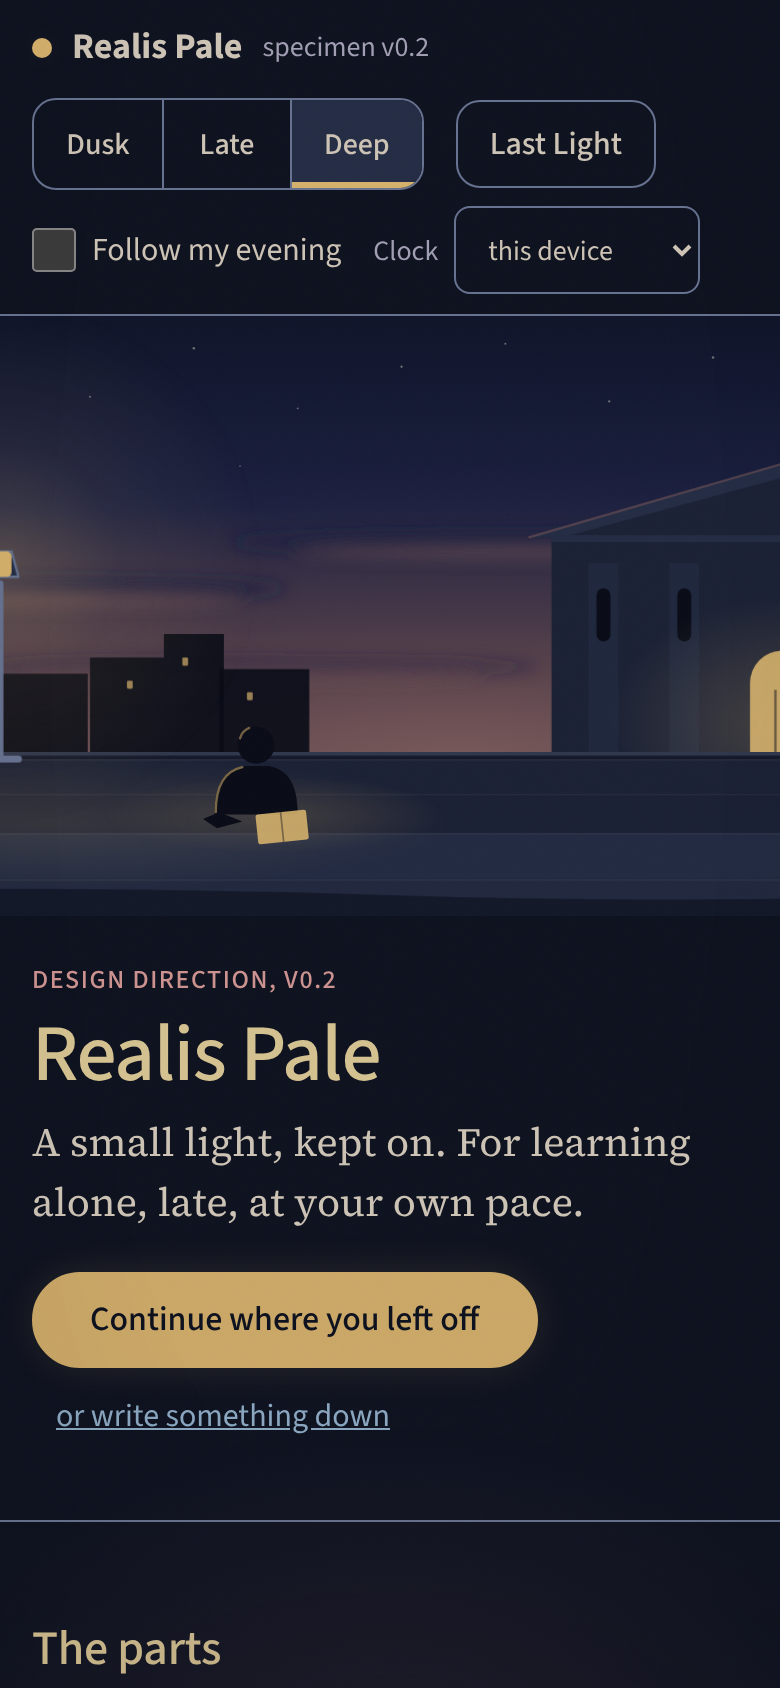 Realis Pale specimen v0.2
Dusk Late Deep Last Light
Follow my evening Clock this device
DESIGN DIRECTION, V0.2
Realis Pale
A small light, kept on. For learning
alone, late, at your own pace.
Continue where you left off
or write something down
The parts